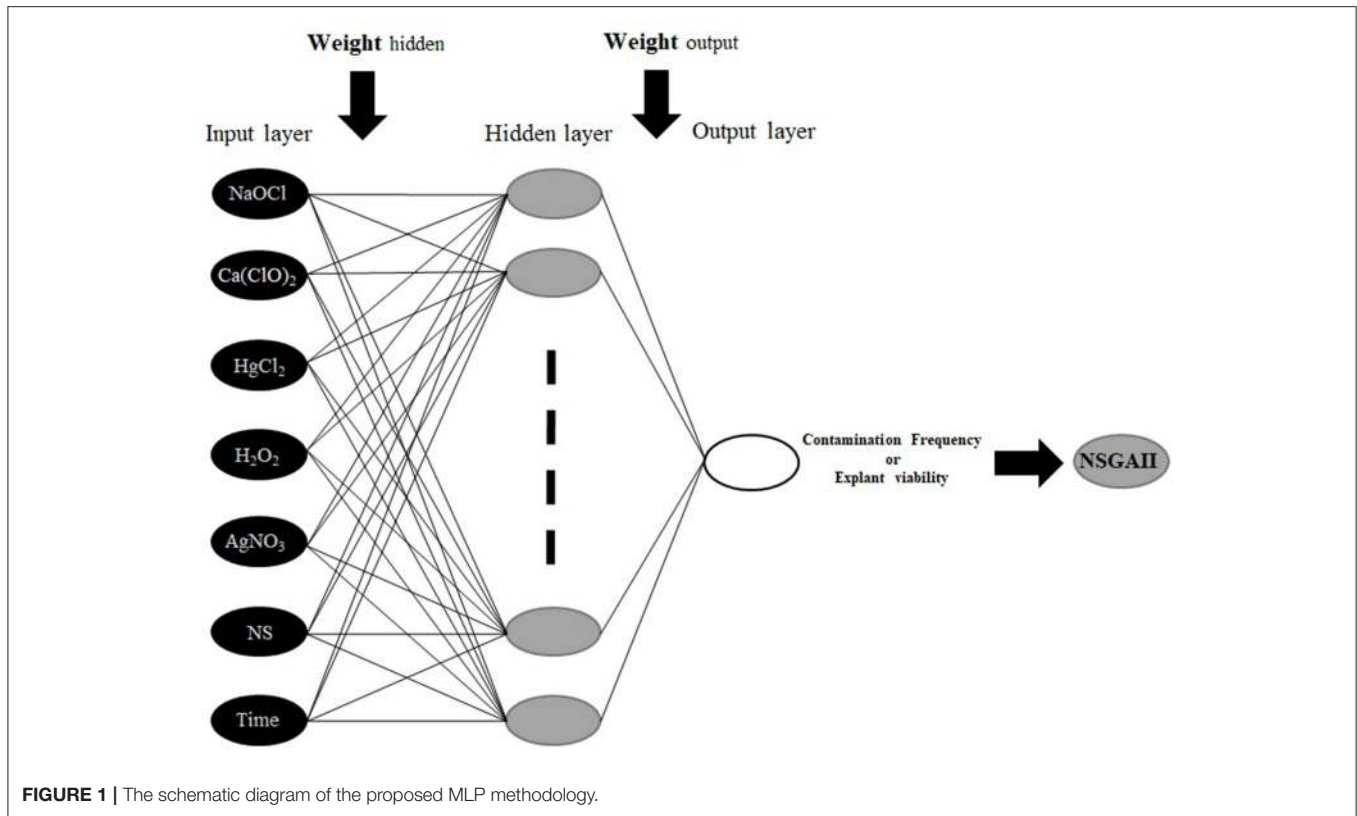 Weight hidden
Weight output
Input layer
Hidden layer
Output layer
NaOCl
Ca(ClO)₂
HgCl₂
H₂O₂
AgNO₃
NS
Time
Contamination Frequency
or
Explant viability
NSGAII
FIGURE 1 | The schematic diagram of the proposed MLP methodology.